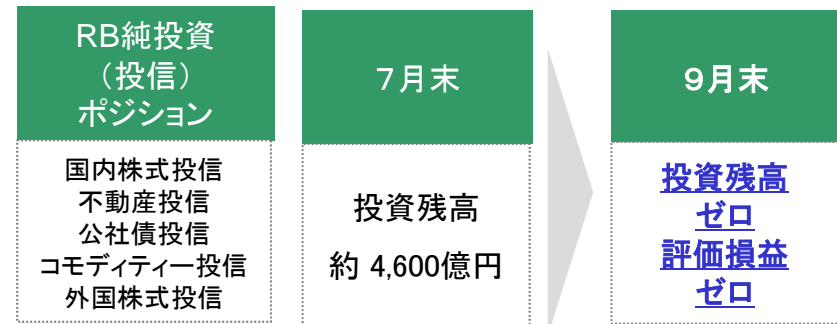 RB純投資
（投信）
ポジション
国内株式投信
不動産投信
公社債投信
コモディティー投信
外国株式投信
７月末
投資残高
約 4,600億円
９月末
投資残高
ゼロ
評価損益
ゼロ